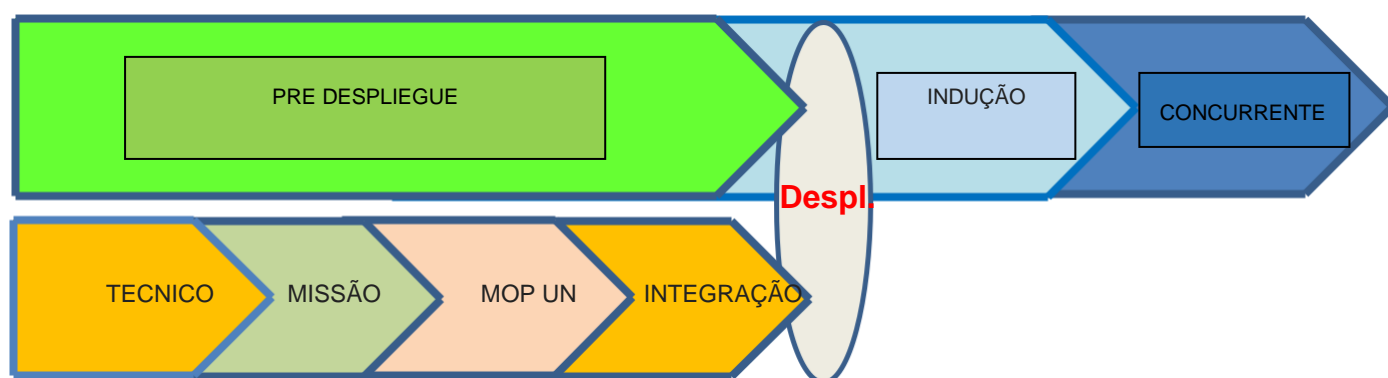 PRE DESPLIEGUE
INDUÇÃO
CONCURRENTE
Despl.
TECNICO
MISSÃO
MOP UN
INTEGRAÇÃO